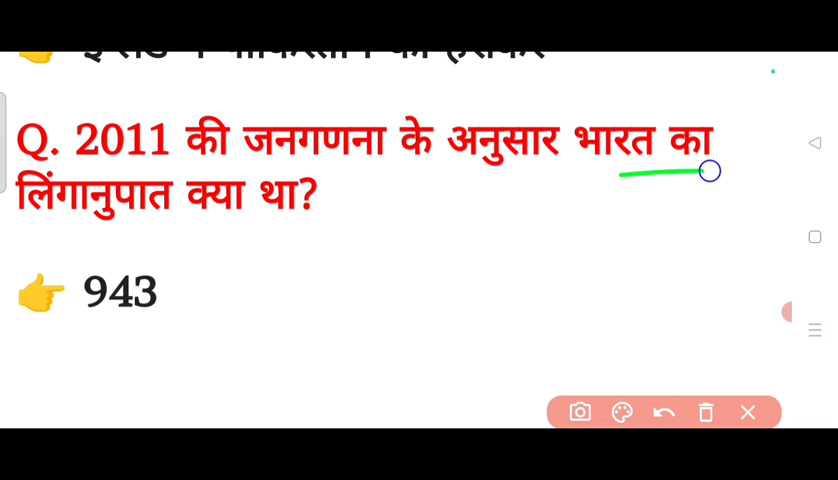 Q. 2011 की जनगणना के अनुसार भारत का
लिंगानुपात क्या था?
943